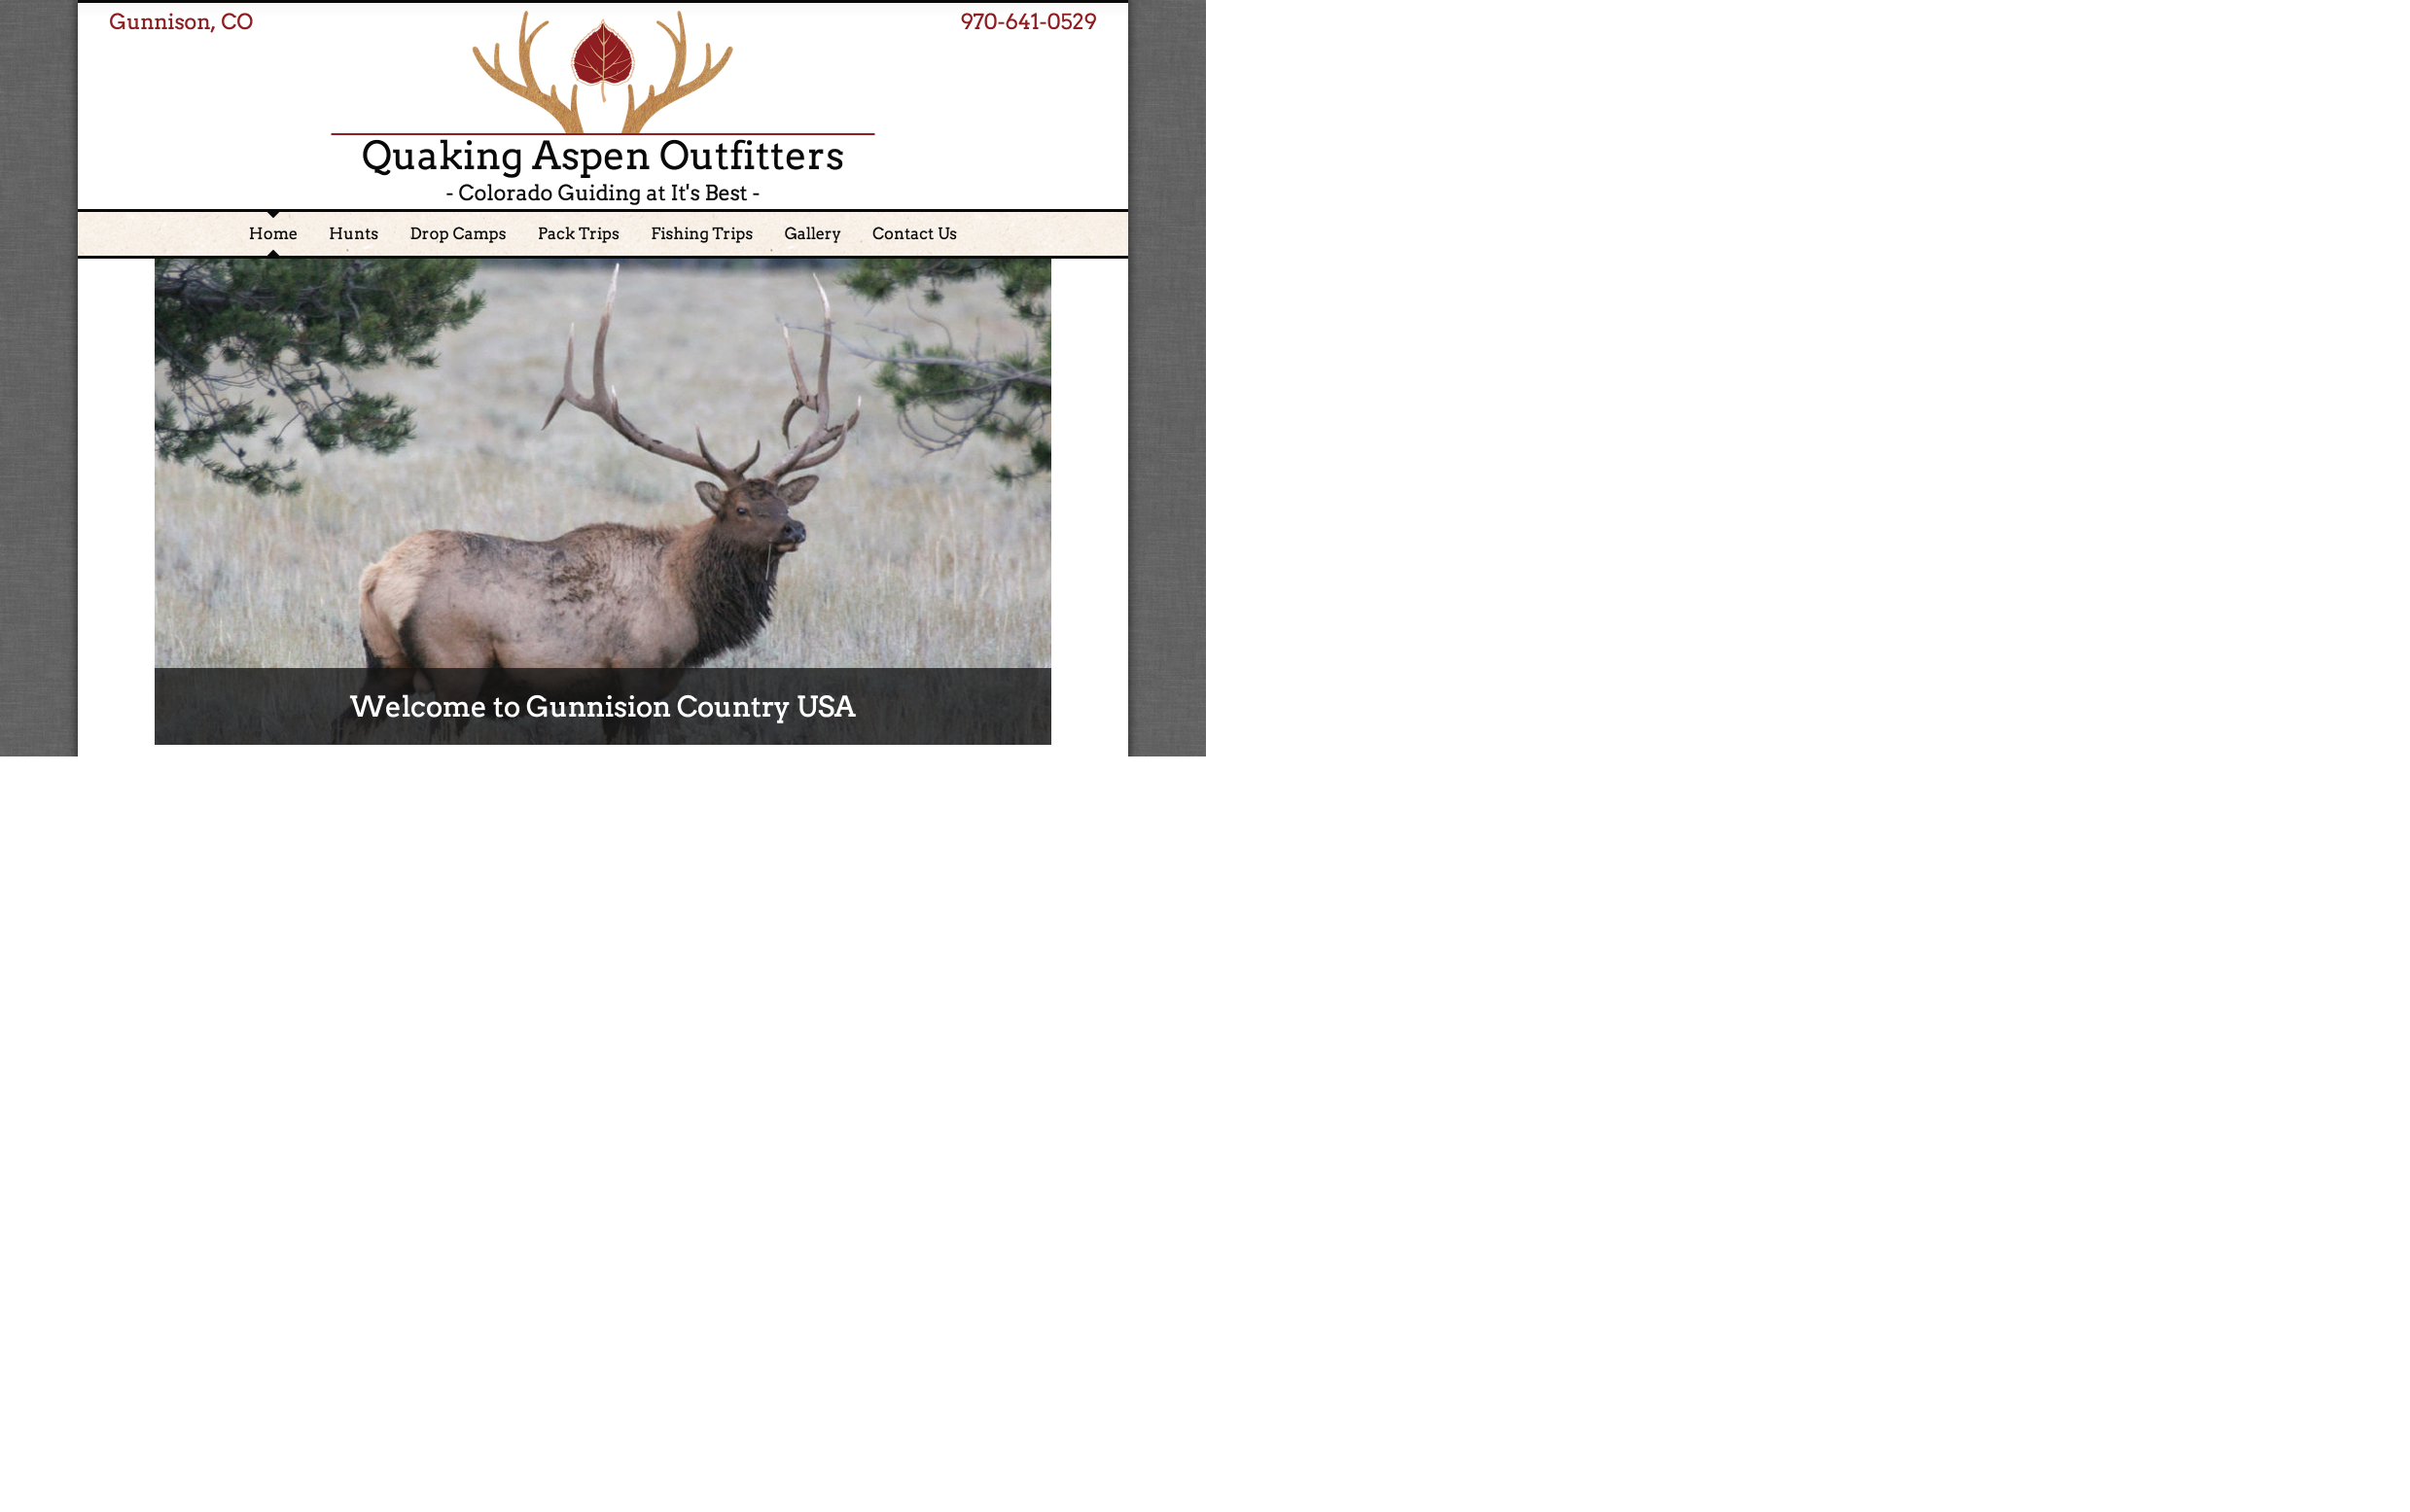 Gunnison, CO
970-641-0529
Quaking Aspen Outfitters
- Colorado Guiding at It's Best -
Home Hunts Drop Camps Pack Trips Fishing Trips Gallery Contact Us
Welcome to Gunnision Country USA